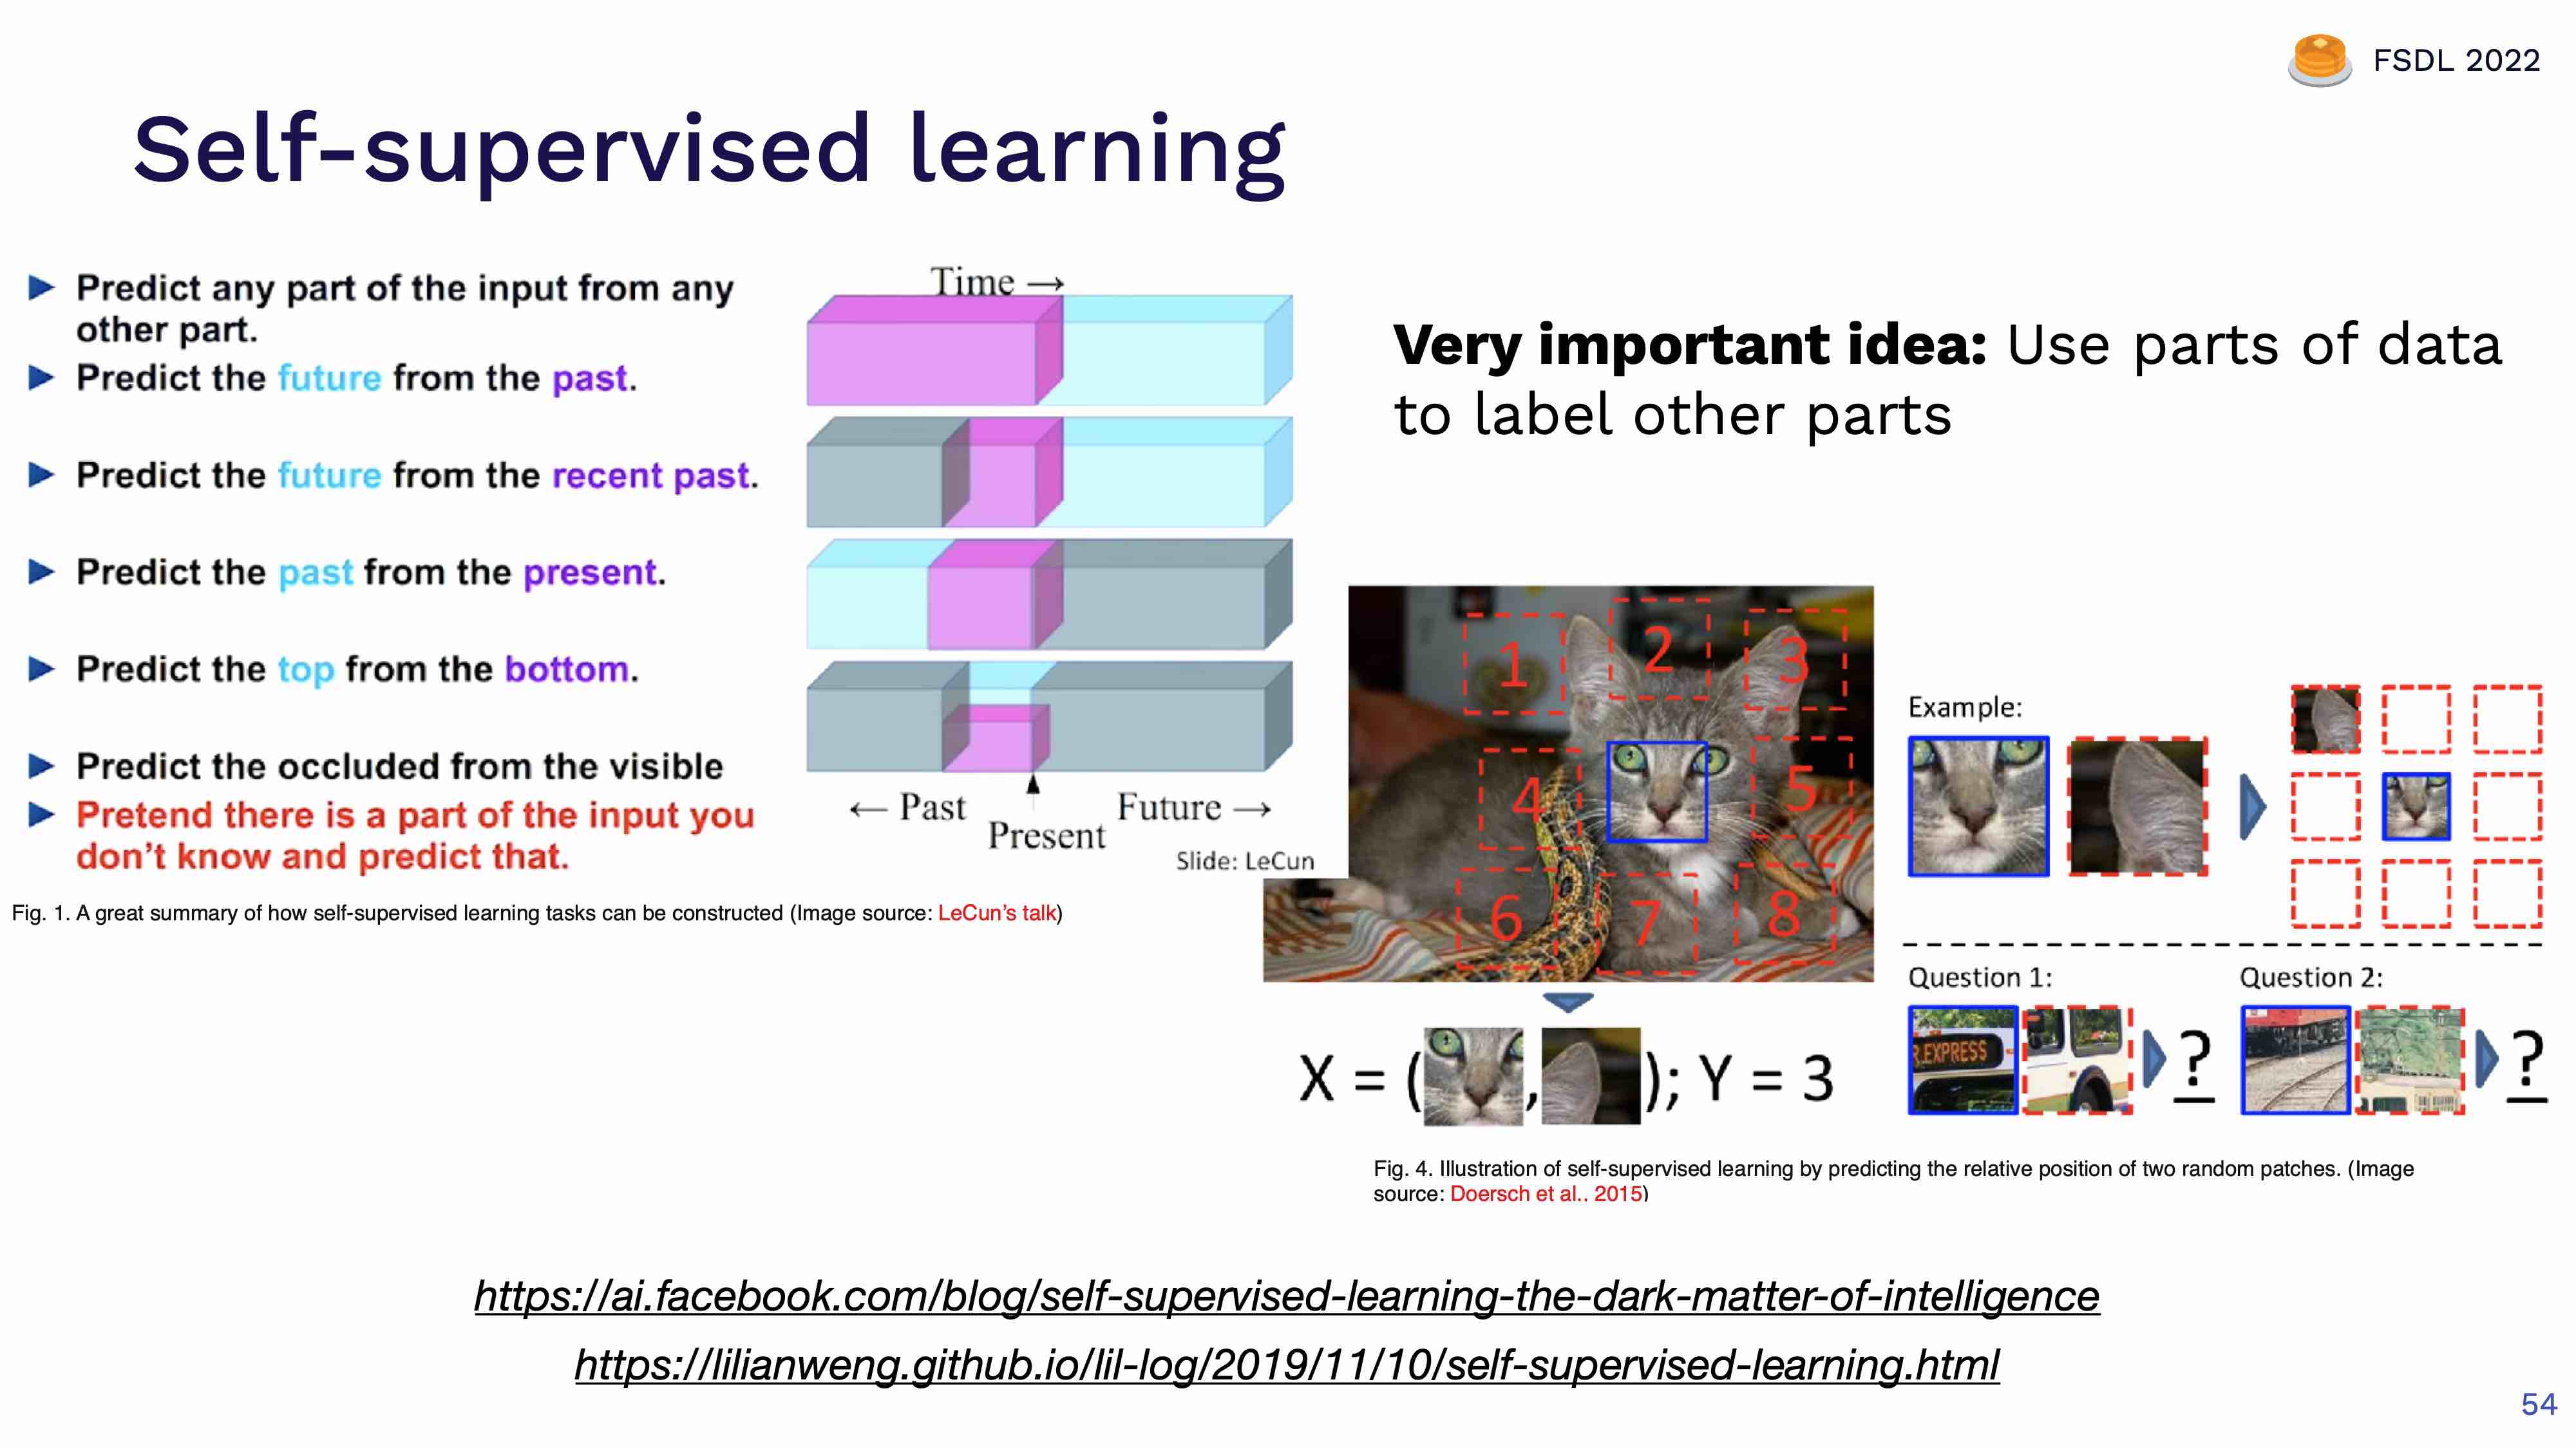 FSDL 2022
Self-supervised learning
Predict any part of the input from any
other part.
Predict the future from the past.
Predict the future from the recent past.
Predict the past from the present.
Predict the top from the bottom.
Predict the occluded from the visible
Pretend there is a part of the input you
don't know and predict that.
Time →
← Past
Present
Future →
Slide: LeCun
Fig. 1. A great summary of how self-supervised learning tasks can be constructed (Image source: LeCun's talk)
Very important idea: Use parts of data
to label other parts
1 2 3
4 5
6 7 8
X = ( , ); Y = 3
Example:
Question 1:
R.EXPRESS
?
Question 2:
?
Fig. 4. Illustration of self-supervised learning by predicting the relative position of two random patches. (Image
source: Doersch et al.. 2015)
https://ai.facebook.com/blog/self-supervised-learning-the-dark-matter-of-intelligence
https://lilianweng.github.io/lil-log/2019/11/10/self-supervised-learning.html
54